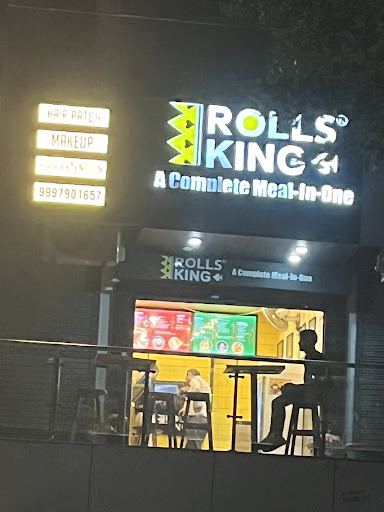 HAIR PATCH
MAKEUP
9997901657
ROLLS
KING
A Complete Meal-In-One
ROLLS
KING
A Complete Meal-In-One